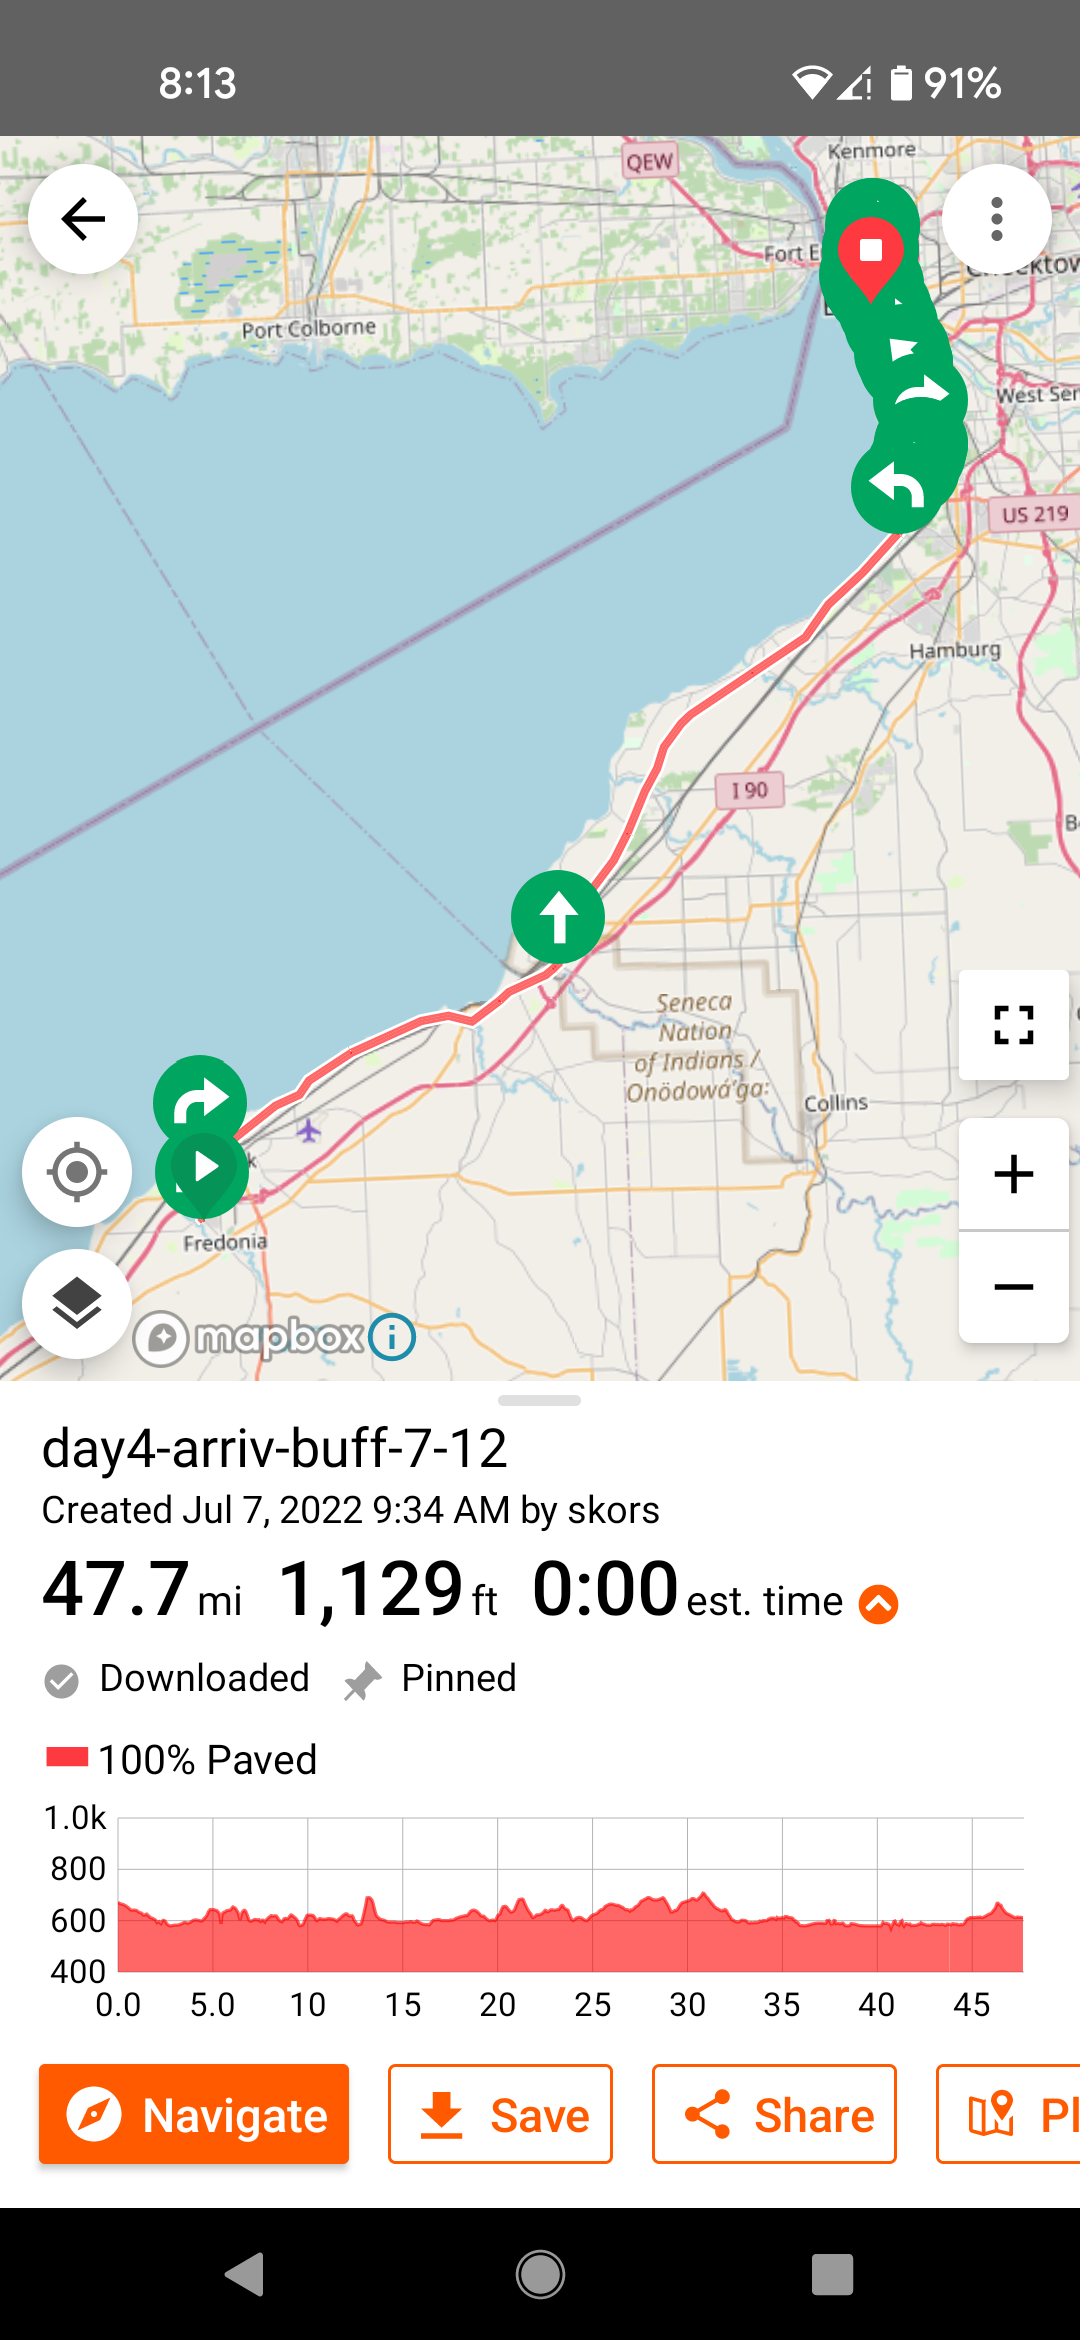 8:13
91%
Kenmore
QEW
Fort E
Port Colborne
ektow
West Sen
US 219
Hamburg
I 90
B
Seneca
Nation
of Indians /
Onödowá'ga:
Collins
k
Fredonia
mapbox
day4-arriv-buff-7-12
Created Jul 7, 2022 9:34 AM by skors
47.7 mi 1,129 ft 0:00 est. time
Downloaded Pinned
100% Paved
1.0k
800
600
400
0.0 5.0 10 15 20 25 30 35 40 45
Navigate Save Share Pl